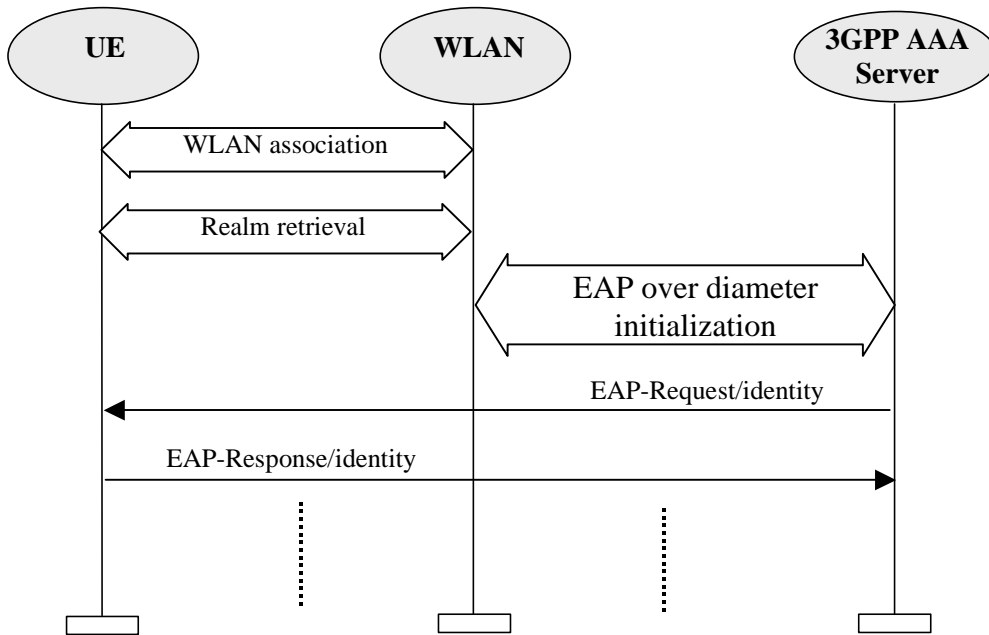 UE
WLAN
3GPP AAA
Server
WLAN association
Realm retrieval
EAP over diameter
initialization
EAP-Request/identity
EAP-Response/identity